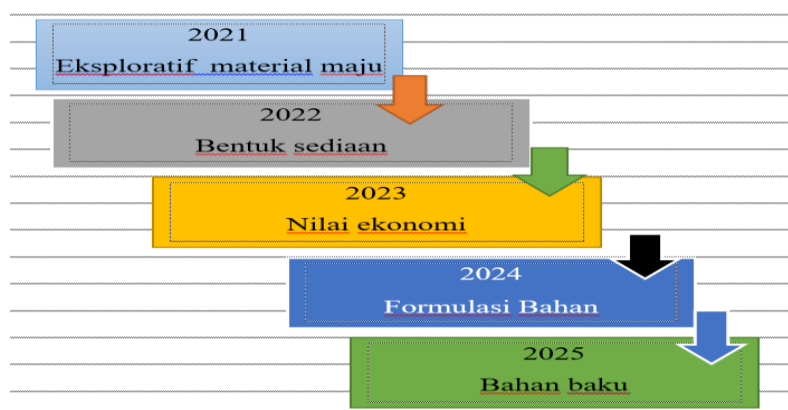 2021
Eksploratif material maju
2022
Bentuk sediaan
2023
Nilai ekonomi
2024
Formulasi Bahan
2025
Bahan baku